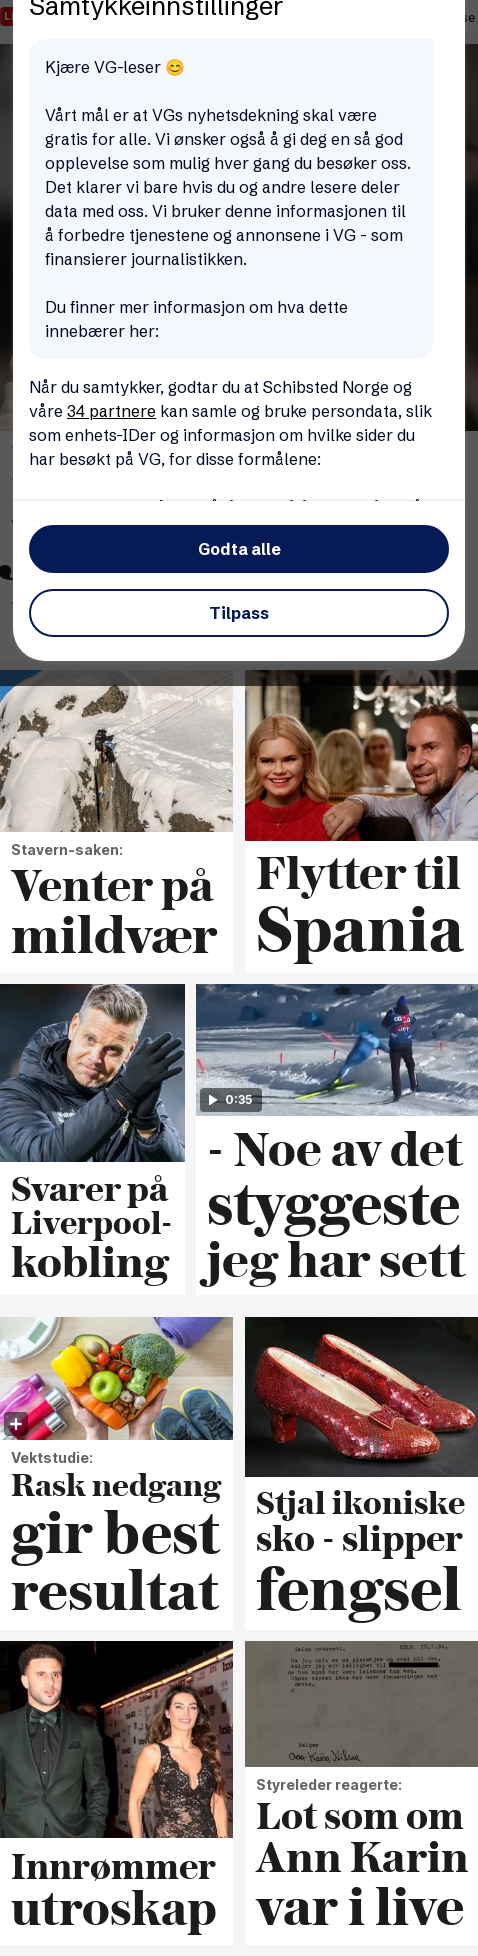 Samtykkeinnstillinger
Kjære VG-leser 😊
Vårt mål er at VGs nyhetsdekning skal være
gratis for alle. Vi ønsker også å gi deg en så god
opplevelse som mulig hver gang du besøker oss.
Det klarer vi bare hvis du og andre lesere deler
data med oss. Vi bruker denne informasjonen til
å forbedre tjenestene og annonsene i VG - som
finansierer journalistikken.
Du finner mer informasjon om hva dette
innebærer her:
Når du samtykker, godtar du at Schibsted Norge og
våre 34 partnere kan samle og bruke persondata, slik
som enhets-IDer og informasjon om hvilke sider du
har besøkt på VG, for disse formålene:
Godta alle
Tilpass
Stavern-saken:
Venter på
mildvær
Flytter til
Spania
Svarer på
Liverpool-
kobling
0:35
- Noe av det
styggeste
jeg har sett
Vektstudie:
Rask nedgang
gir best
resultat
Stjal ikoniske
sko - slipper
fengsel
Innrømmer
utroskap
Styreleder reagerte:
Lot som om
Ann Karin
var i live